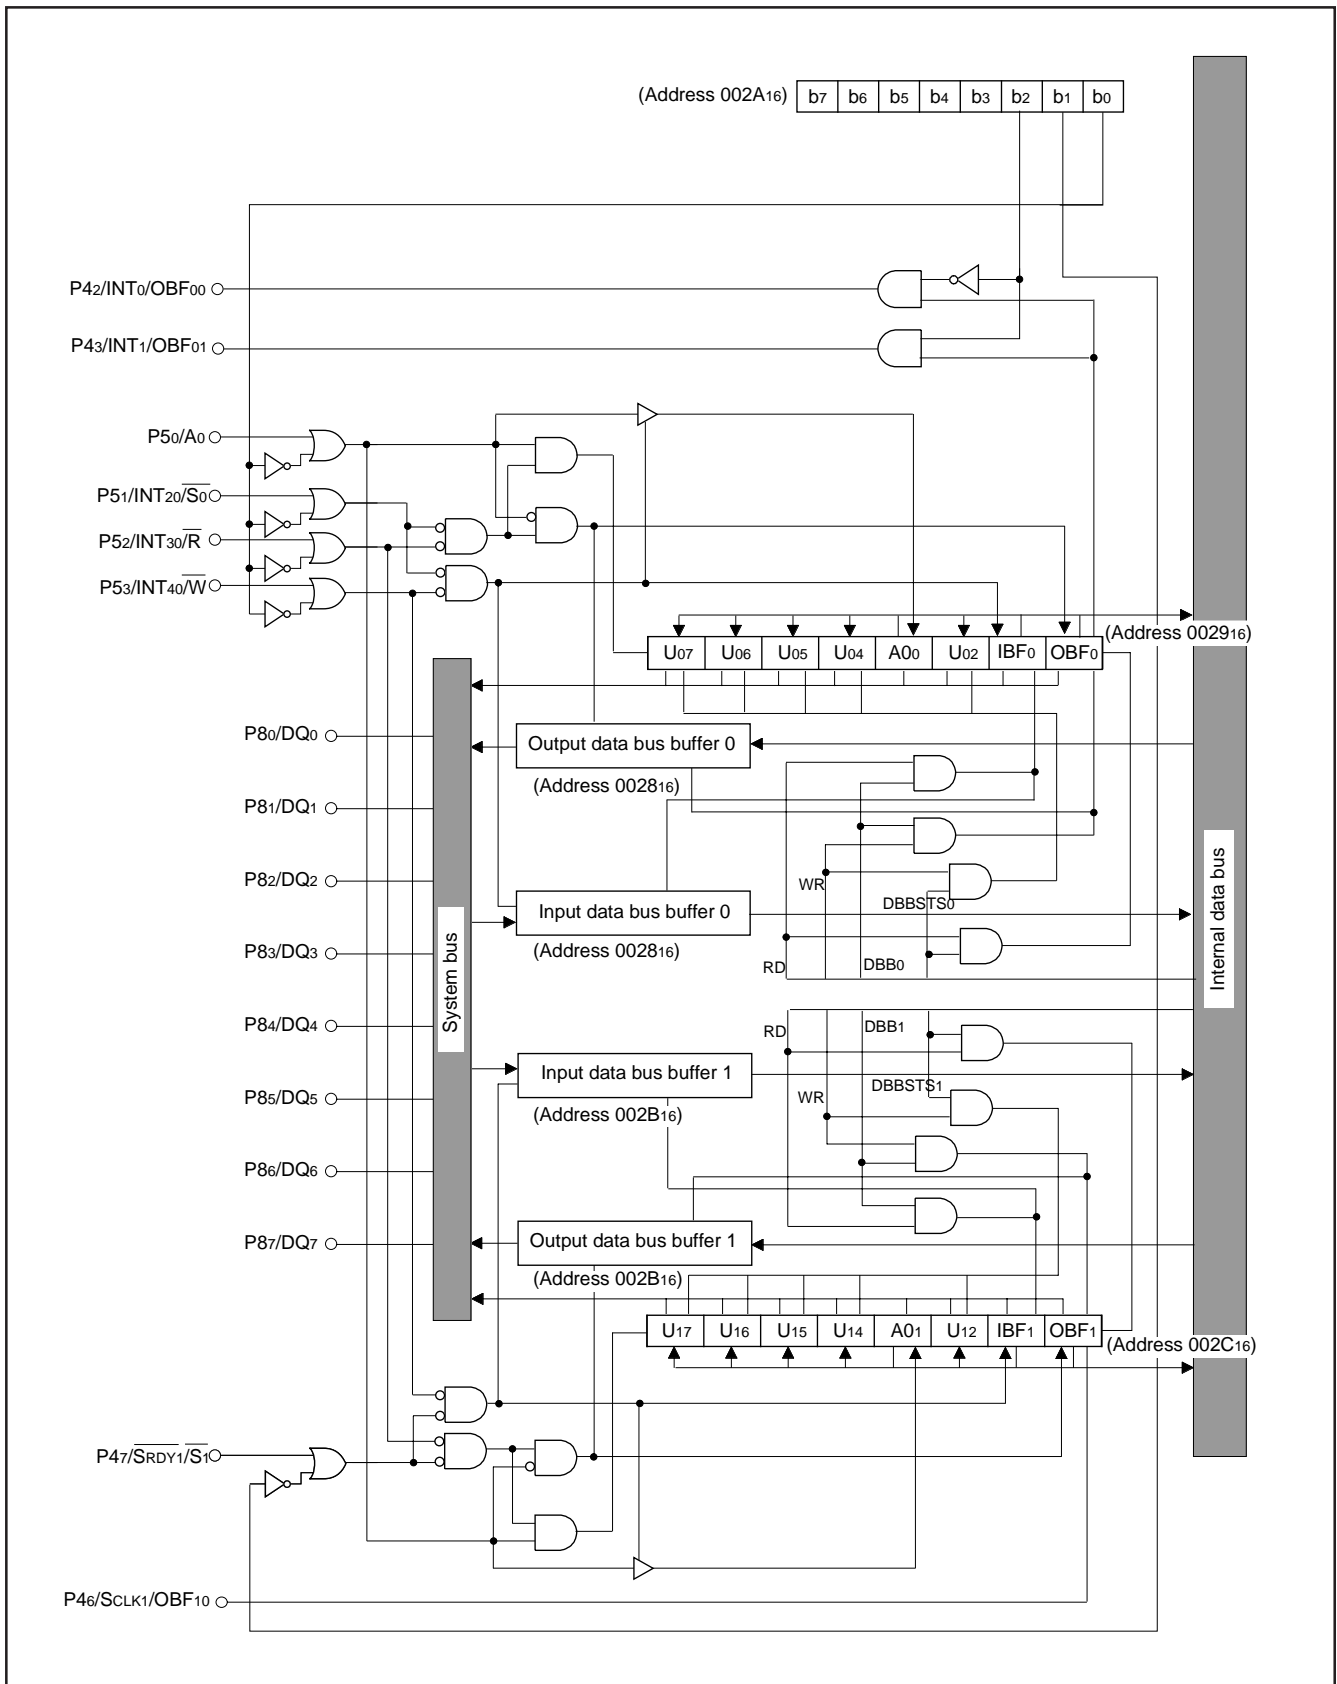 (Address 002A16) b7 b6 b5 b4 b3 b2 b1 b0
P42/INT0/OBF00
P43/INT1/OBF01
P50/A0
P51/INT20/S̅0̅
P52/INT30/R̅
P53/INT40/W̅
(Address 002916)
U07 U06 U05 U04 A00 U02 IBF0 OBF0
P80/DQ0
Output data bus buffer 0
(Address 002816)
P81/DQ1
P82/DQ2
WR
DBBSTS0
Input data bus buffer 0
(Address 002816)
P83/DQ3
RD
DBB0
System bus
Internal data bus
P84/DQ4
RD
DBB1
Input data bus buffer 1
(Address 002B16)
DBBSTS1
WR
P85/DQ5
P86/DQ6
P87/DQ7
Output data bus buffer 1
(Address 002B16)
U17 U16 U15 U14 A01 U12 IBF1 OBF1
(Address 002C16)
P47/S̅R̅D̅Y̅1̅/S̅1̅
P46/SCLK1/OBF10